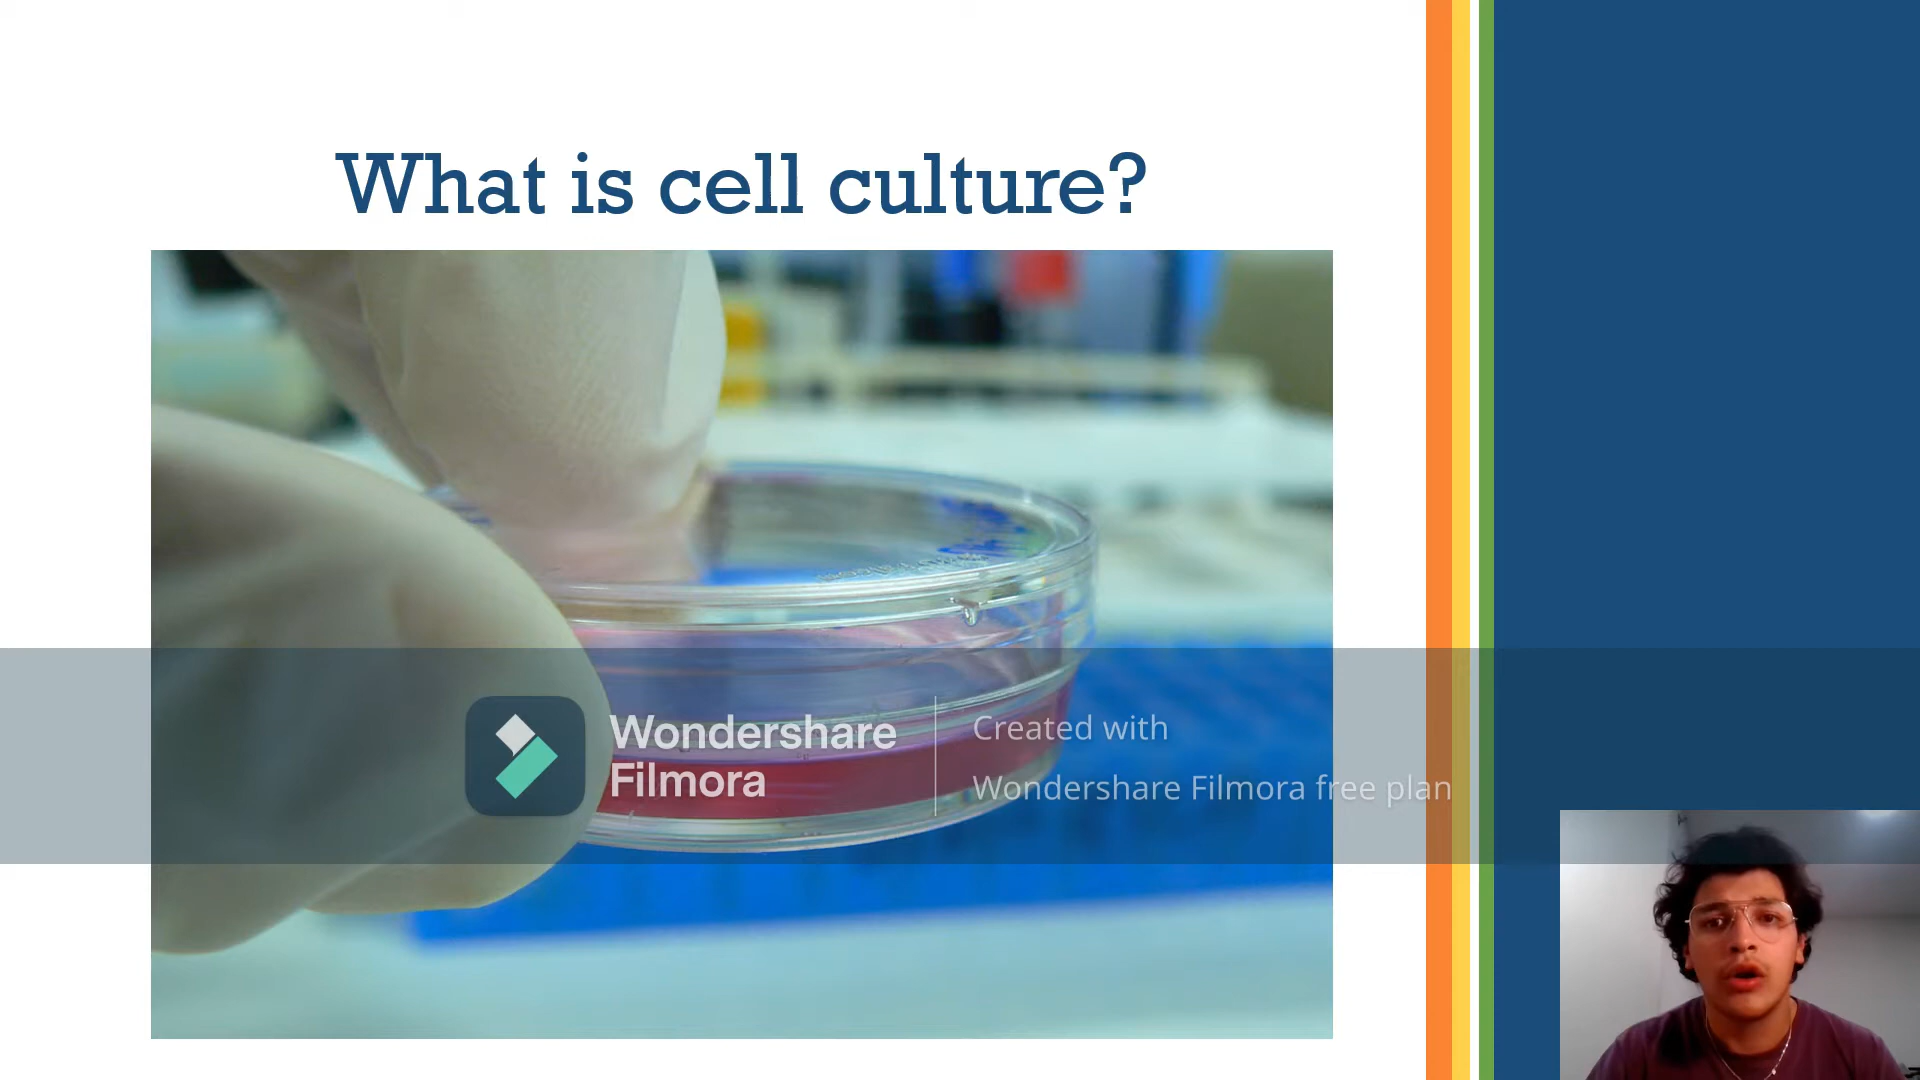 What is cell culture?
Wondershare
Filmora
Created with
Wondershare Filmora free plan